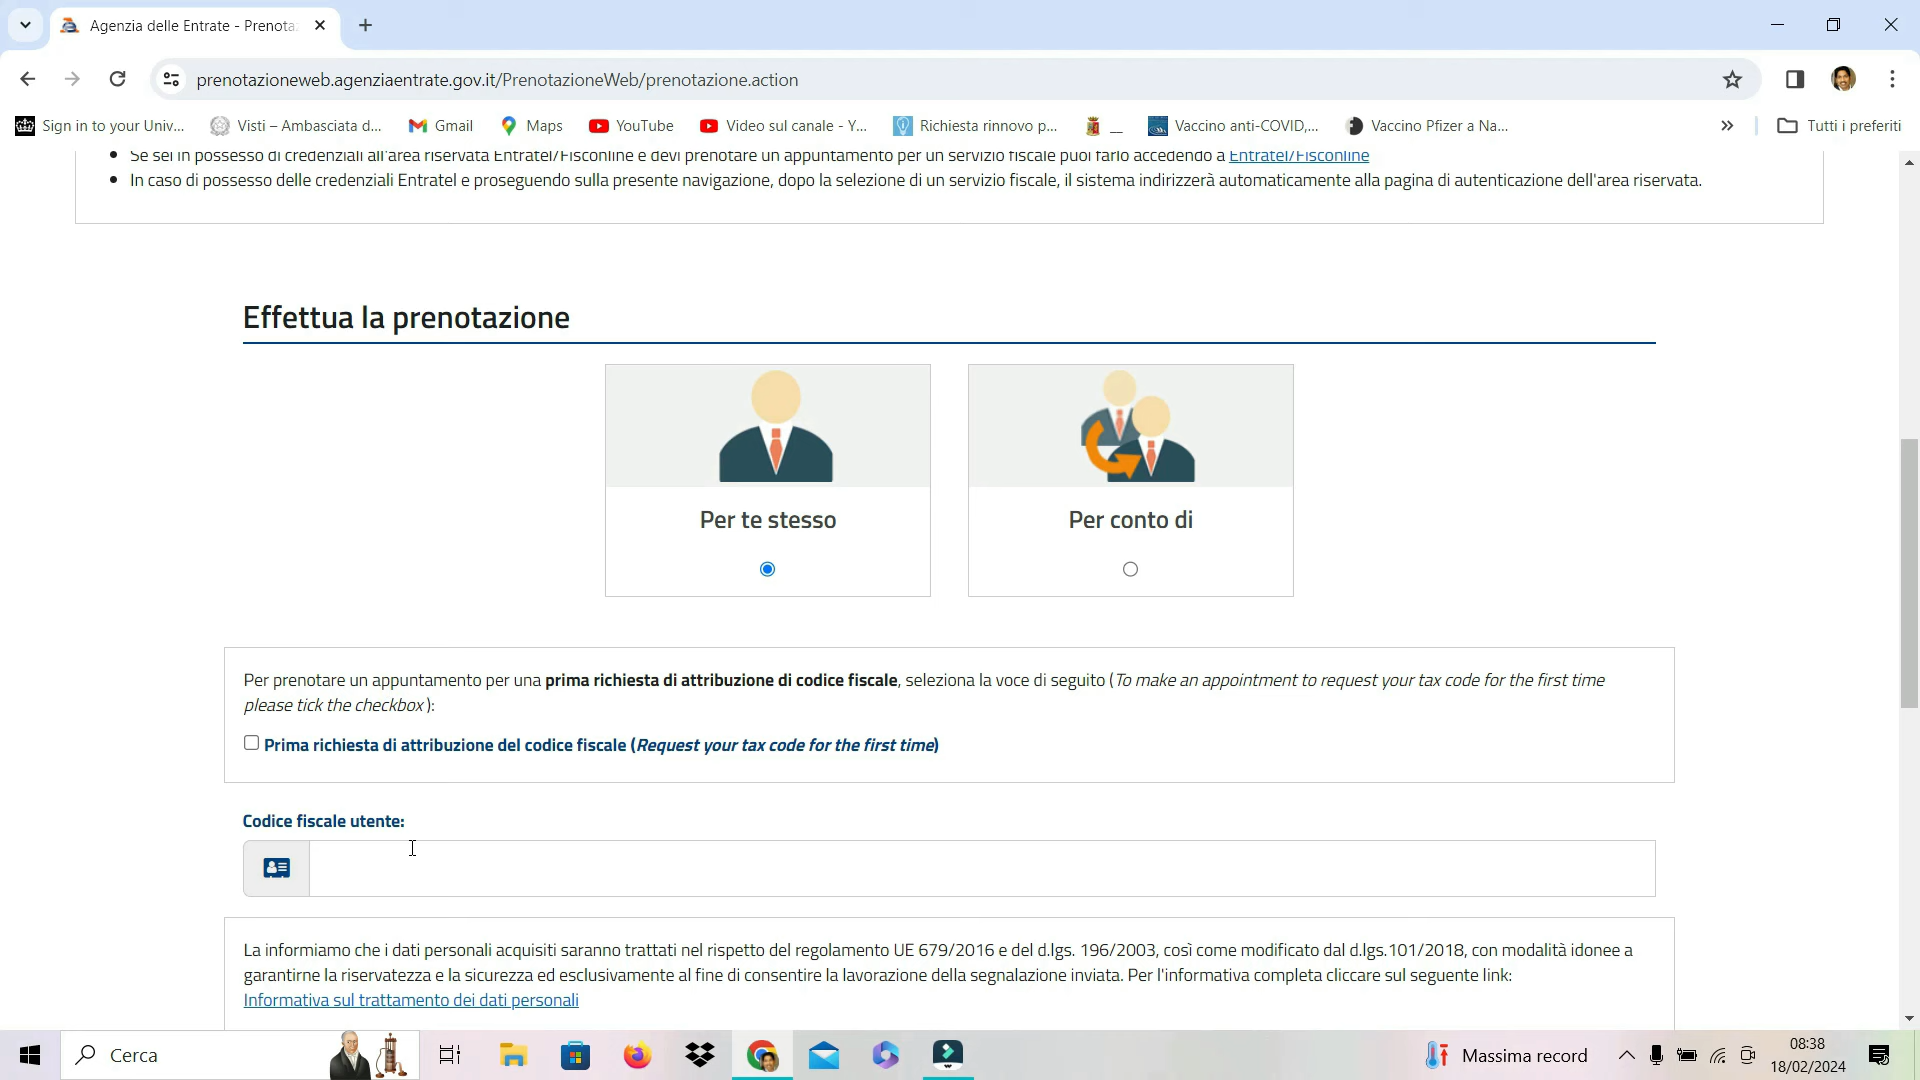 Agenzia delle Entrate - Prenota
prenotazioneweb.agenziaentrate.gov.it/PrenotazioneWeb/prenotazione.action
Sign in to your Univ... Visti – Ambasciata d... Gmail Maps YouTube Video sul canale - Y... Richiesta rinnovo p... _ Vaccino anti-COVID,... Vaccino Pfizer a Na... » Tutti i preferiti
Se sei in possesso di credenziali all'area riservata Entratel/Fisconline e devi prenotare un appuntamento per un servizio fiscale puoi farlo accedendo a Entratel/Fisconline
In caso di possesso delle credenziali Entratel e proseguendo sulla presente navigazione, dopo la selezione di un servizio fiscale, il sistema indirizzerà automaticamente alla pagina di autenticazione dell'area riservata.
Effettua la prenotazione
Per te stesso
Per conto di
Per prenotare un appuntamento per una prima richiesta di attribuzione di codice fiscale, seleziona la voce di seguito (To make an appointment to request your tax code for the first time
please tick the checkbox):
Prima richiesta di attribuzione del codice fiscale (Request your tax code for the first time)
Codice fiscale utente:
La informiamo che i dati personali acquisiti saranno trattati nel rispetto del regolamento UE 679/2016 e del d.lgs. 196/2003, così come modificato dal d.lgs.101/2018, con modalità idonee a
garantirne la riservatezza e la sicurezza ed esclusivamente al fine di consentire la lavorazione della segnalazione inviata. Per l'informativa completa cliccare sul seguente link:
Informativa sul trattamento dei dati personali
Cerca
Massima record
08:38
18/02/2024